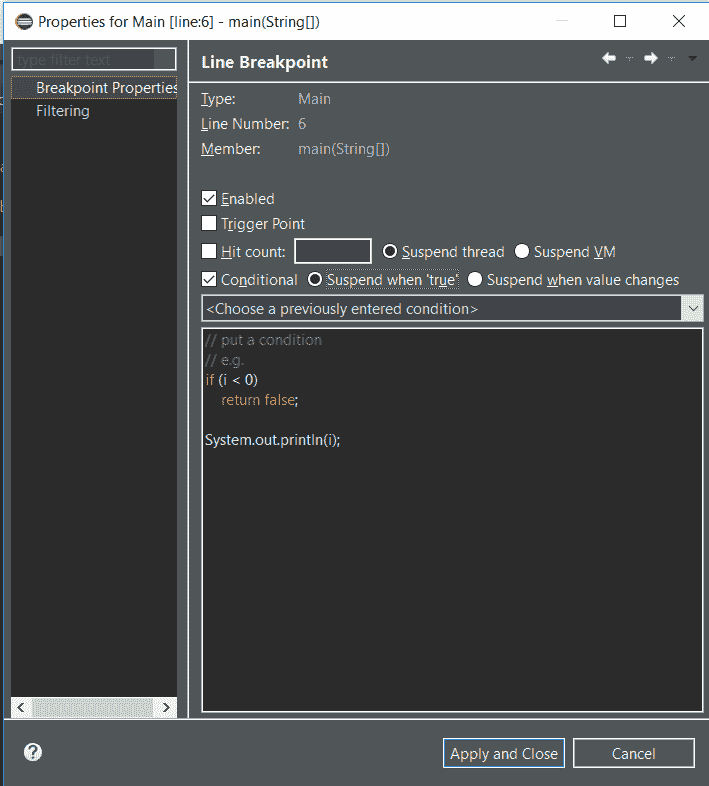 Properties for Main [line:6] - main(String[])
type filter text
Breakpoint Properties
Filtering
Line Breakpoint
Type: Main
Line Number: 6
Member: main(String[])
Enabled
Trigger Point
Hit count: Suspend thread Suspend VM
Conditional Suspend when 'true' Suspend when value changes
<Choose a previously entered condition>
// put a condition
// e.g.
if (i < 0)
return false;
System.out.println(i);
Apply and Close Cancel